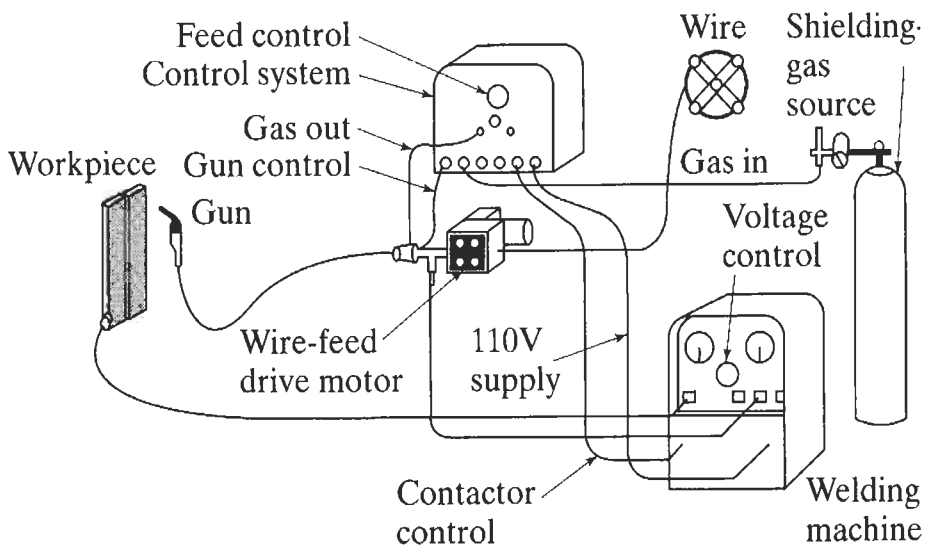 Feed control
Control system
Gas out
Gun control
Workpiece
Gun
Wire
Shielding-
gas
source
Gas in
Voltage
control
Wire-feed
drive motor
110V
supply
Contactor
control
Welding
machine